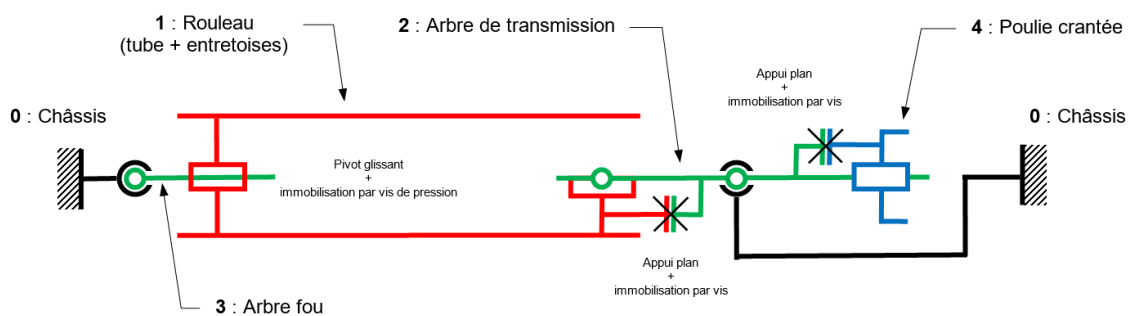 1 : Rouleau
(tube + entretoises)
2 : Arbre de transmission
4 : Poulie crantée
Appui plan
+
immobilisation par vis
0 : Châssis
0 : Châssis
Pivot glissant
+
immobilisation par vis de pression
Appui plan
+
immobilisation par vis
3 : Arbre fou